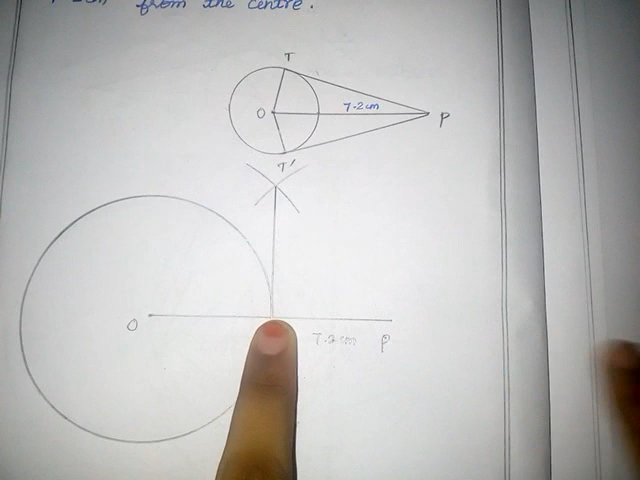 from the centre.
T
O
7.2cm
P
T'
O
7.2cm
P